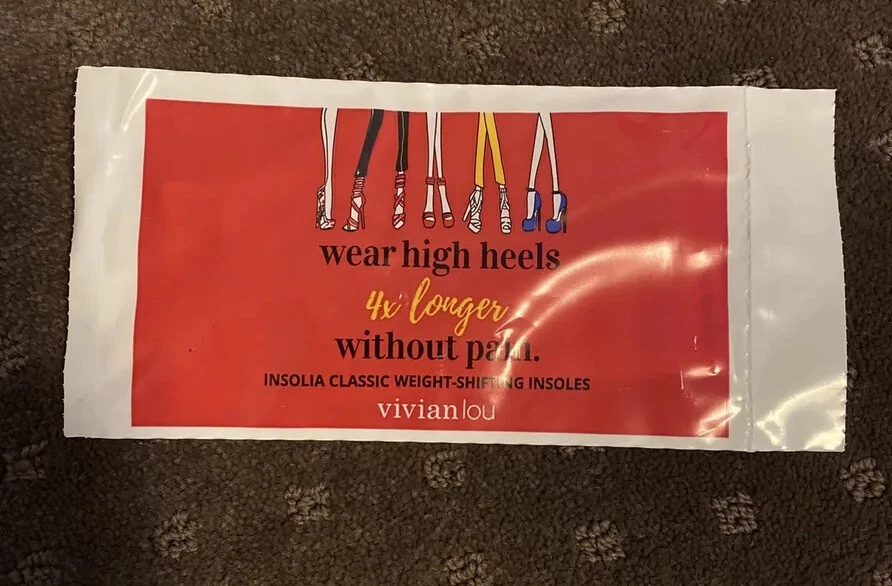 wear high heels
4x longer
without pain.
INSOLIA CLASSIC WEIGHT-SHIFTING INSOLES
vivian lou